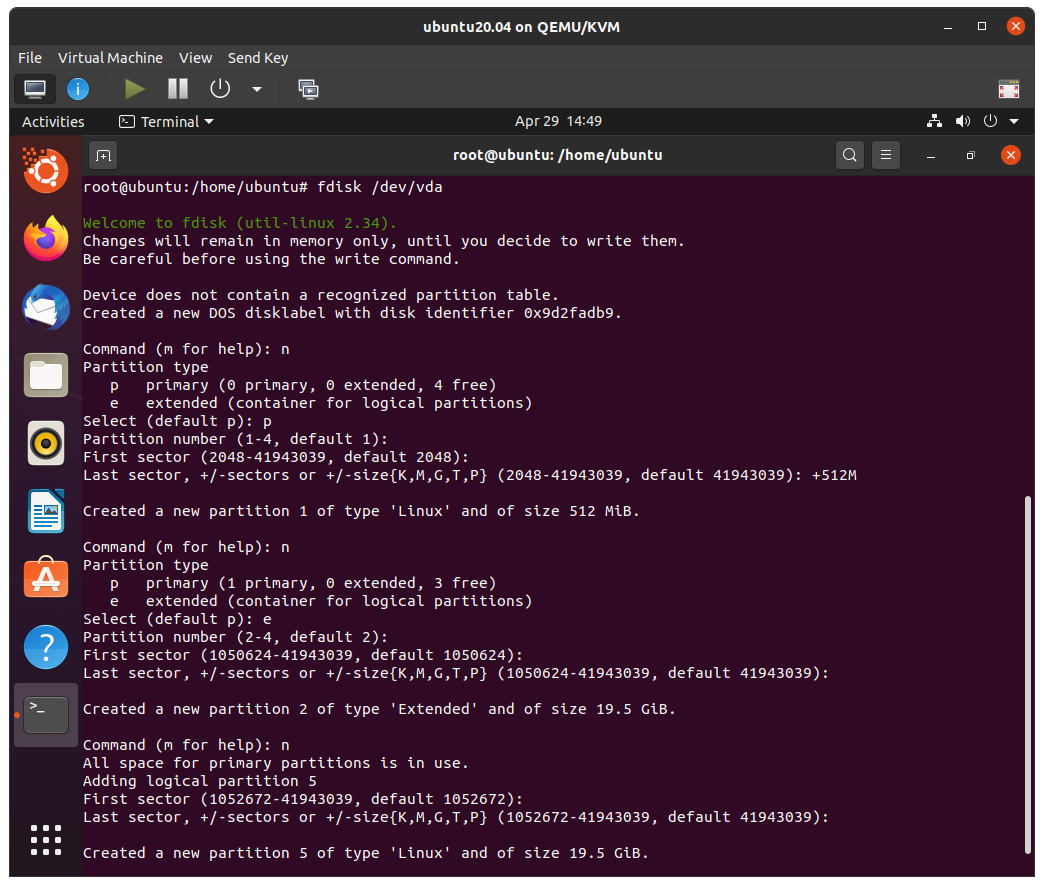 ubuntu20.04 on QEMU/KVM
File Virtual Machine View Send Key
Activities Terminal Apr 29 14:49
root@ubuntu: /home/ubuntu
root@ubuntu:/home/ubuntu# fdisk /dev/vda
Welcome to fdisk (util-linux 2.34).
Changes will remain in memory only, until you decide to write them.
Be careful before using the write command.
Device does not contain a recognized partition table.
Created a new DOS disklabel with disk identifier 0x9d2fadb9.
Command (m for help): n
Partition type
p primary (0 primary, 0 extended, 4 free)
e extended (container for logical partitions)
Select (default p): p
Partition number (1-4, default 1):
First sector (2048-41943039, default 2048):
Last sector, +/-sectors or +/-size{K,M,G,T,P} (2048-41943039, default 41943039): +512M
Created a new partition 1 of type 'Linux' and of size 512 MiB.
Command (m for help): n
Partition type
p primary (1 primary, 0 extended, 3 free)
e extended (container for logical partitions)
Select (default p): e
Partition number (2-4, default 2):
First sector (1050624-41943039, default 1050624):
Last sector, +/-sectors or +/-size{K,M,G,T,P} (1050624-41943039, default 41943039):
Created a new partition 2 of type 'Extended' and of size 19.5 GiB.
Command (m for help): n
All space for primary partitions is in use.
Adding logical partition 5
First sector (1052672-41943039, default 1052672):
Last sector, +/-sectors or +/-size{K,M,G,T,P} (1052672-41943039, default 41943039):
Created a new partition 5 of type 'Linux' and of size 19.5 GiB.